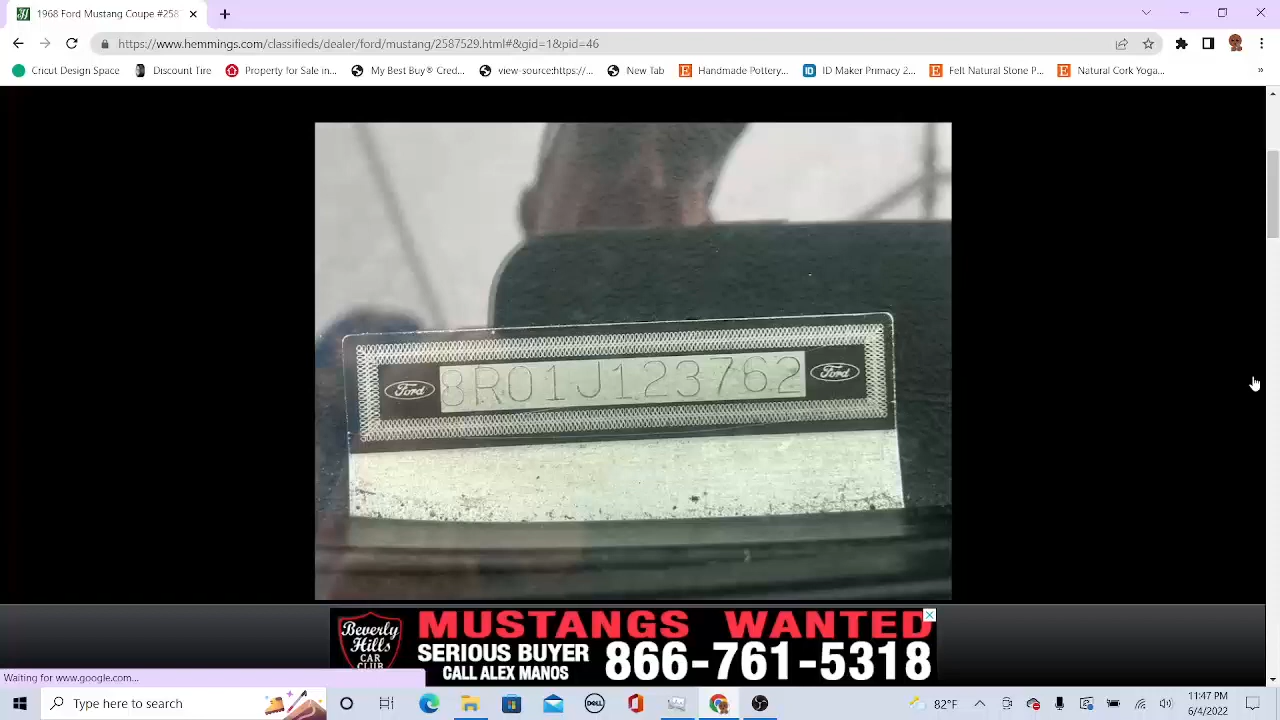 1968 Ford Mustang Coupe #258
https://www.hemmings.com/classifieds/dealer/ford/mustang/2587529.html#&gid=1&pid=46
Cricut Design Space
Discount Tire
Property for Sale in...
My Best Buy® Cred...
view source:https:...
New Tab
Handmade Pottery...
ID Maker Primacy 2...
Felt Natural Stone P...
Natural Cork Yoga...
Ford 8R01J123762 Ford
Beverly Hills CAR CLUB
MUSTANGS WANTED
SERIOUS BUYER
CALL ALEX MANOS
866-761-5318
Waiting for www.google.com...
Type here to search
DELL
82°F
11:47 PM
6/4/2022